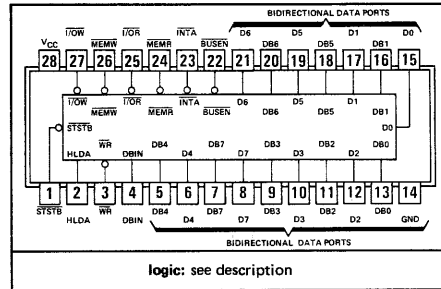 BIDIRECTIONAL DATA PORTS
I/OW I/OR INTA D6 D5 D1 D0
VCC MEMW MEMR BUSEN DB6 DB5 DB1
28 27 26 25 24 23 22 21 20 19 18 17 16 15
I/OW I/OR INTA D6 D5 D1
MEMW MEMR BUSEN DB6 DB5 DB1
STSTB D0
WR DB4 DB7 DB3 DB2 DB0
HLDA DBIN D4 D7 D3 D2
1 2 3 4 5 6 7 8 9 10 11 12 13 14
STSTB WR DB4 DB7 DB3 DB2 DB0
HLDA DBIN D4 D7 D3 D2 GND
BIDIRECTIONAL DATA PORTS
logic: see description